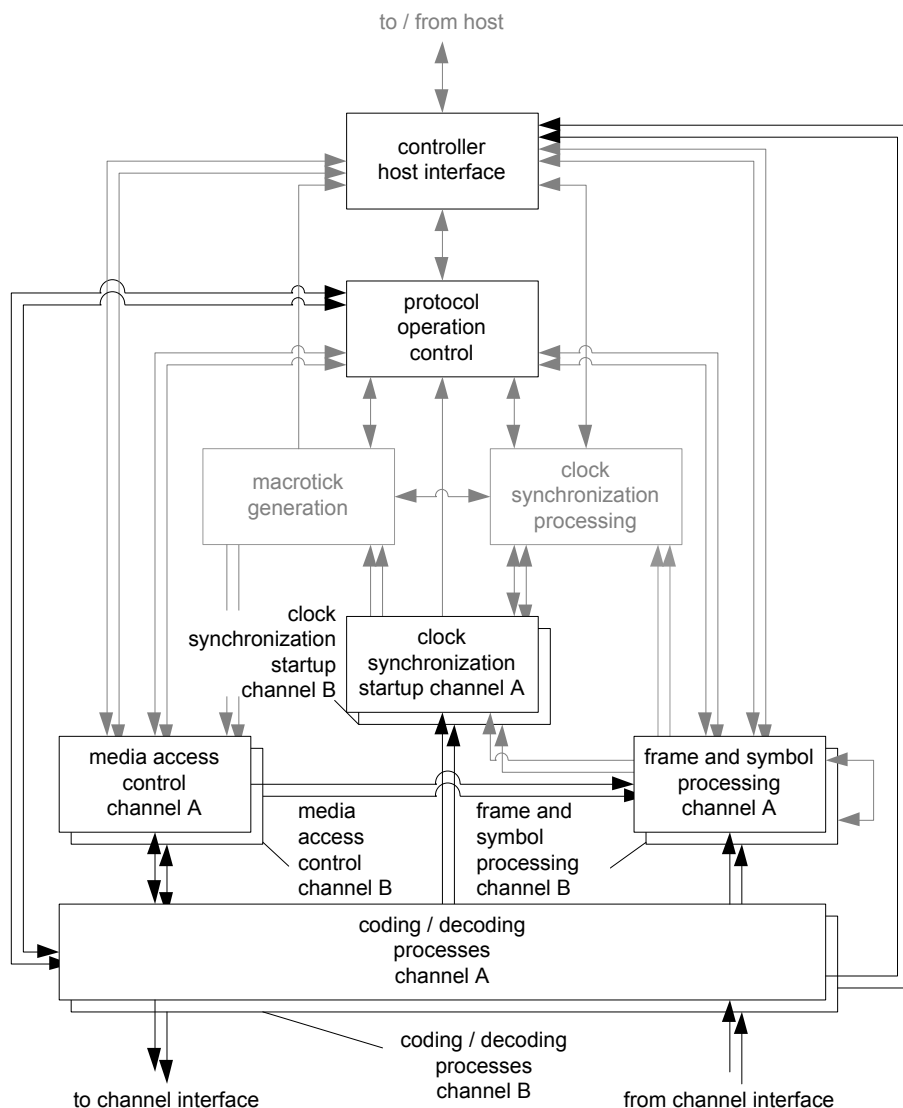 to / from host
controller
host interface
protocol
operation
control
macrotick
generation
clock
synchronization
processing
clock
synchronization
startup
channel B
clock
synchronization
startup channel A
media access
control
channel A
frame and symbol
processing
channel A
media
access
control
channel B
frame and
symbol
processing
channel B
coding / decoding
processes
channel A
coding / decoding
processes
channel B
to channel interface
from channel interface